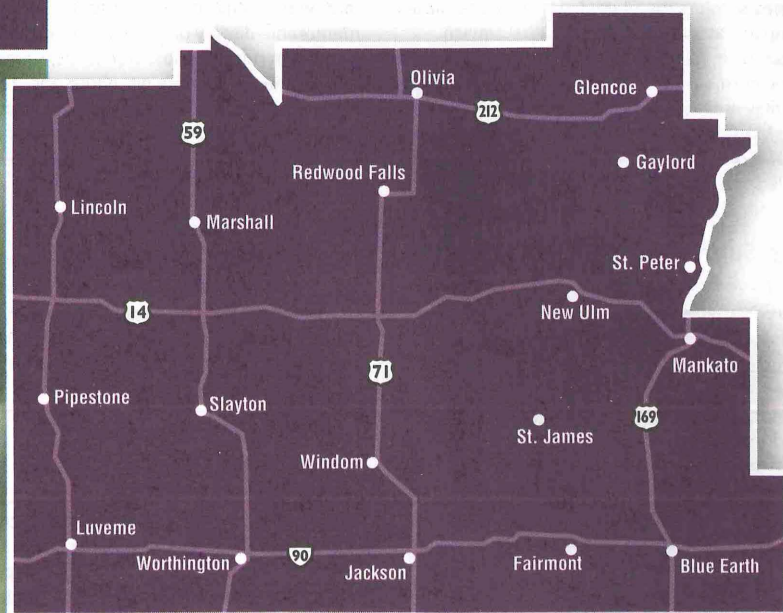 Olivia
Glencoe
212
59
Gaylord
Redwood Falls
Lincoln
Marshall
St. Peter
14
New Ulm
Mankato
71
Pipestone
Slayton
169
St. James
Windom
Luveme
Worthington
90
Jackson
Fairmont
Blue Earth